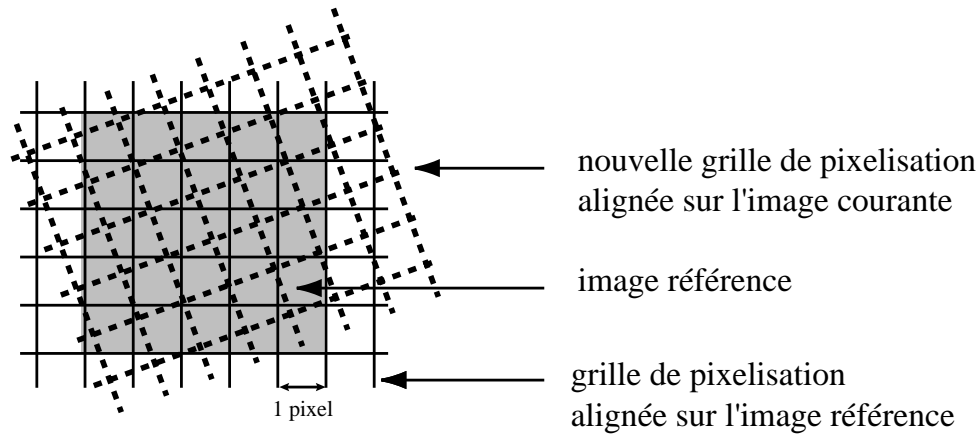 nouvelle grille de pixelisation
alignée sur l'image courante
image référence
grille de pixelisation
alignée sur l'image référence
1 pixel